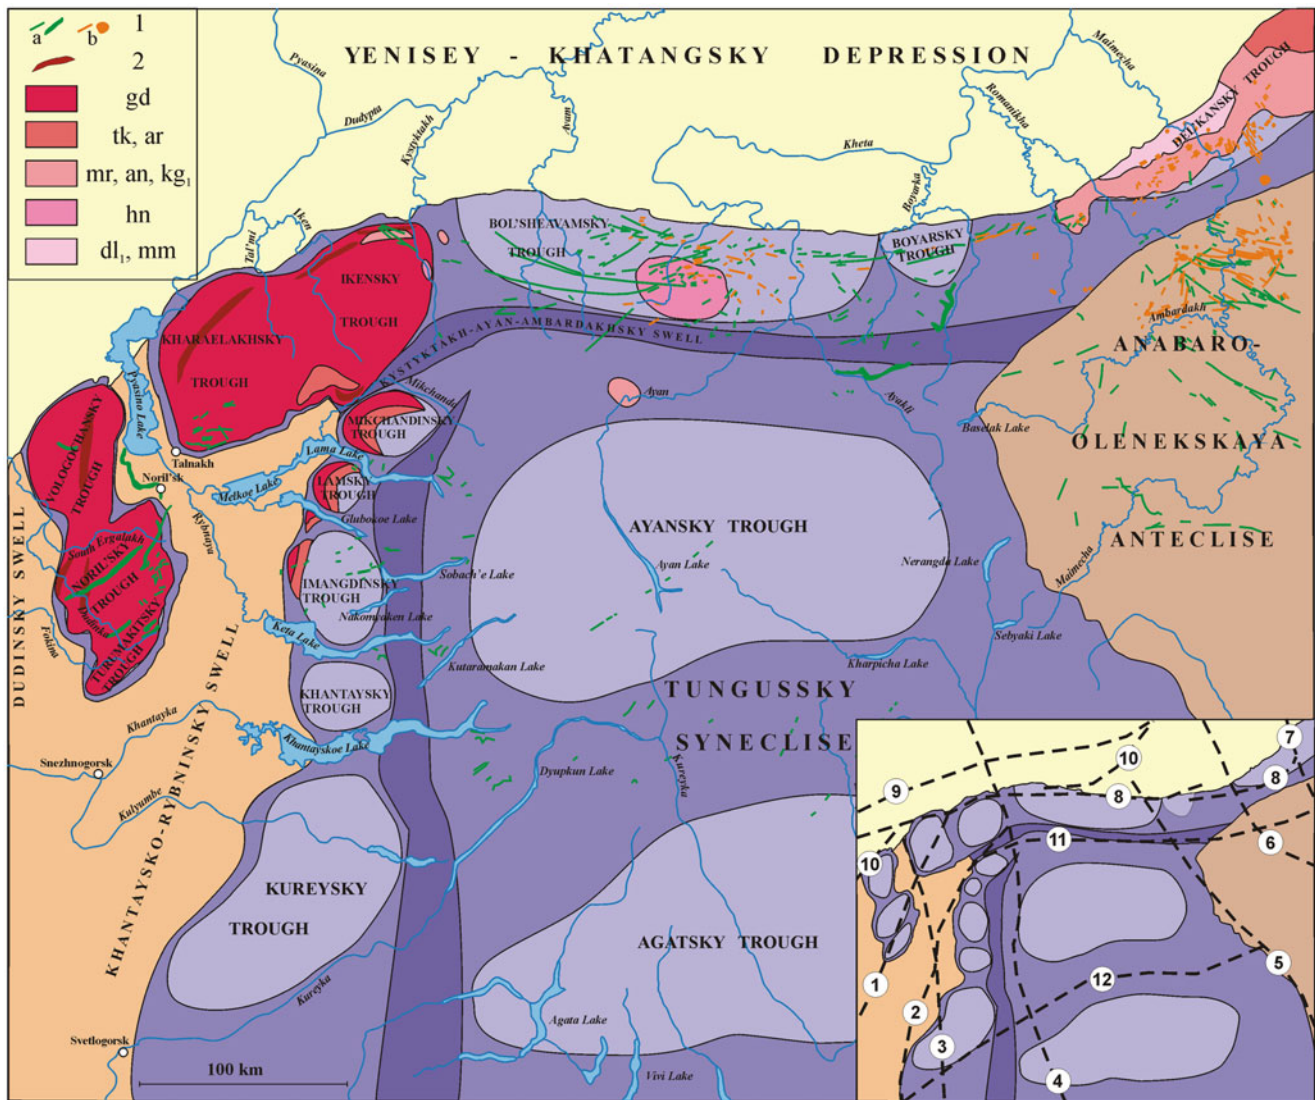 a
b
1
2
gd
tk, ar
mr, an, kg1
hn
dl1, mm
YENISEY - KHATANGSKY DEPRESSION
Pyasina
Dudypta
Kystyktakh
Avam
Kheta
Boyarka
Romanikha
Maimecha
DELKANSKY TROUGH
Iken
Tal'mi
BOL'SHEAVAMSKY
TROUGH
BOYARSKY
TROUGH
IKENSKY
TROUGH
KHARAELAKHSKY
TROUGH
KYSTYKTAKH-AYAN-AMBARDAKHSKY SWELL
Ambardakh
ANABARO-
OLENEKSKAYA
ANTECLISE
Pyasino Lake
Mikchanda
Ayan
Ayakli
Baselak Lake
MIKCHANDINSKY
TROUGH
VOLOGOCHANSKY
TROUGH
Talnakh
Noril'sk
Lama Lake
Melkoe Lake
LAMSKY
TROUGH
Glubokoe Lake
Rybnaya
AYANSKY TROUGH
South Ergalakh
NORIL'SKY
TROUGH
Dudinka
TURUMAKITSKY
TROUGH
Fokina
DUDINSKY SWELL
IMANGDINSKY
TROUGH
Sobach'e Lake
Nakomyaken Lake
Ayan Lake
Nerangda Lake
Maimecha
Keta Lake
Kutaramakan Lake
Sebyaki Lake
Kharpicha Lake
KHANTAYSKY
TROUGH
TUNGUSSKY
SYNECLISE
Khantayka
Khantayskoe Lake
Snezhnogorsk
Kulyumbe
KHANTAYSKO-RYBNINSKY SWELL
Dyupkun Lake
Kureyka
KUREYSKY
TROUGH
AGATSKY TROUGH
Kureyka
Agata Lake
Svetlogorsk
100 km
Vivi Lake
7
10
9
8
8
11
6
10
12
5
1
2
3
4